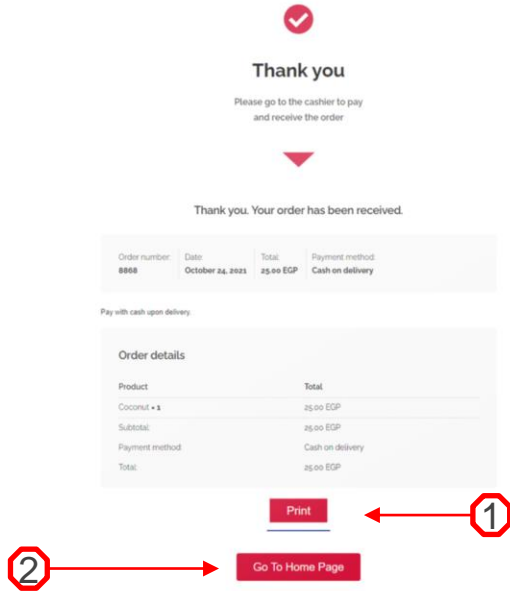 Thank you
Please go to the cashier to pay
and receive the order
Thank you. Your order has been received.
Order number: Date: Total: Payment method:
8868 October 24, 2021 25.00 EGP Cash on delivery
Pay with cash upon delivery.
Order details
Product Total
Coconut × 1 25.00 EGP
Subtotal: 25.00 EGP
Payment method: Cash on delivery
Total: 25.00 EGP
Print
1
2
Go To Home Page